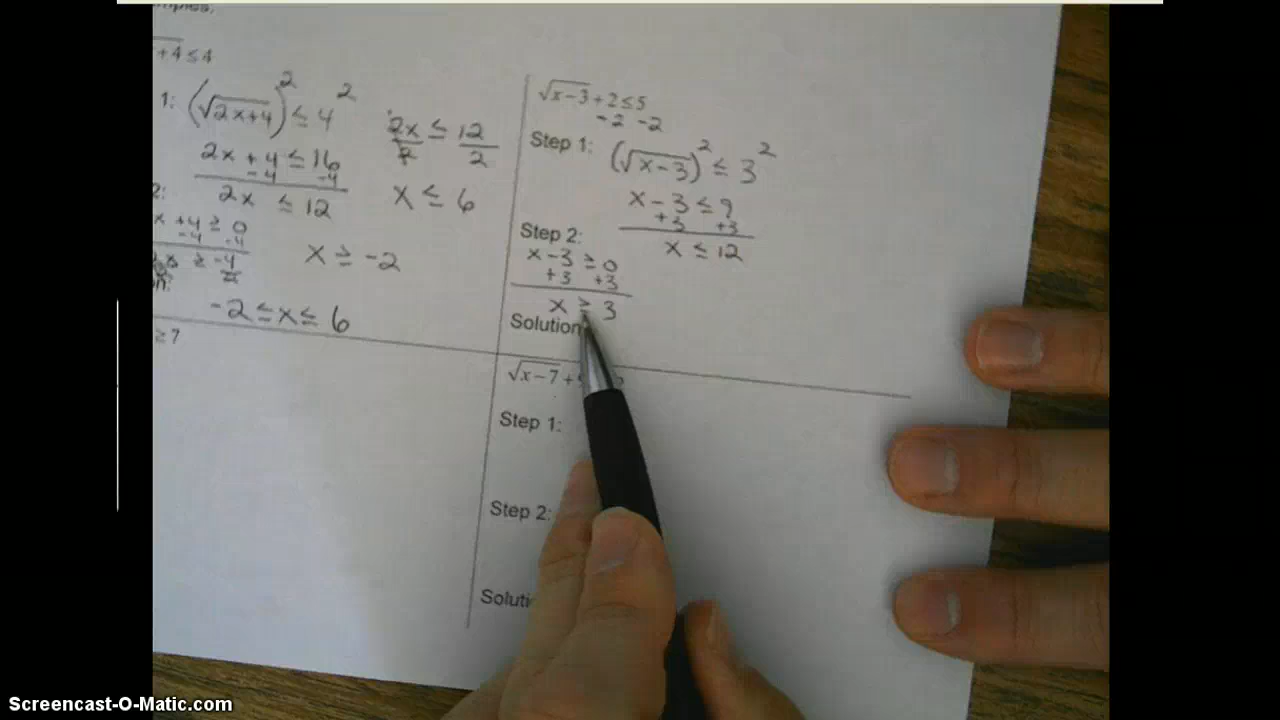 +4 ≤ 4
1: (√2x+4)² ≤ 4²
2x + 4 ≤ 16
-4 -4
2x ≤ 12
2x ≤ 12
2 2
x ≤ 6
2:
x +4 ≥ 0
-4 -4
≥ -4
x ≥ -2
-2 ≤ x ≤ 6
√x-3 + 2 ≤ 5
-2 -2
Step 1: (√x-3)² ≤ 3²
x - 3 ≤ 9
+3 +3
x ≤ 12
Step 2:
x - 3 ≥ 0
+3 +3
x ≥ 3
Solution
≥ 7
√x-7 +
Step 1:
Step 2:
Screencast-O-Matic.com